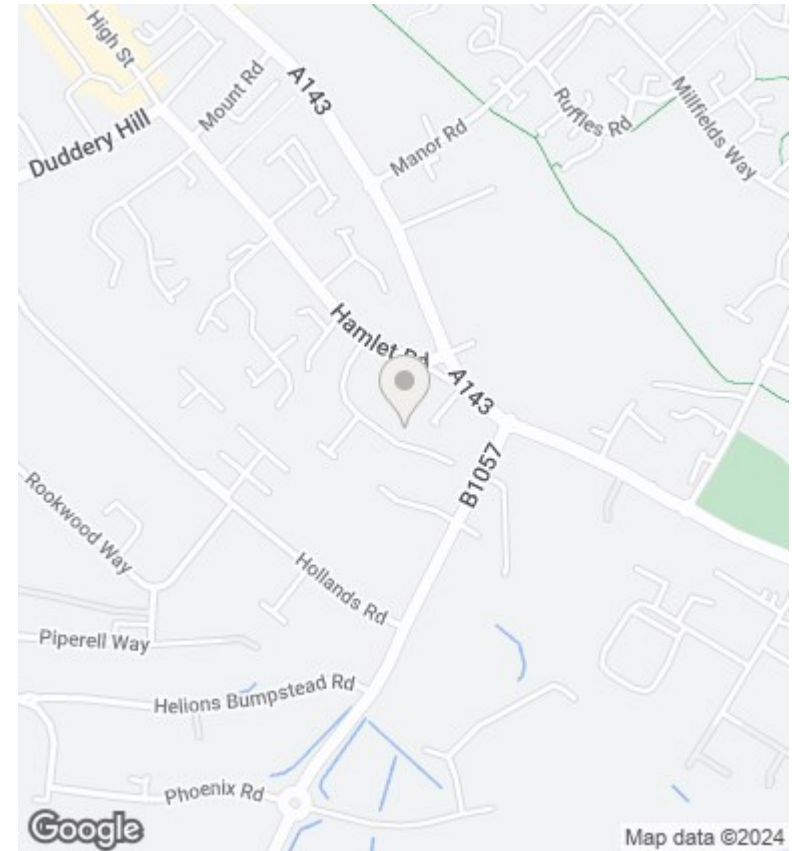 High St
Mount Rd
A143
Duddery Hill
Manor Rd
Ruffles Rd
Millfields Way
Hamlet Rd
A143
B1057
Rookwood Way
Hollands Rd
Piperell Way
Helions Bumpstead Rd
Phoenix Rd
Google
Map data ©2024